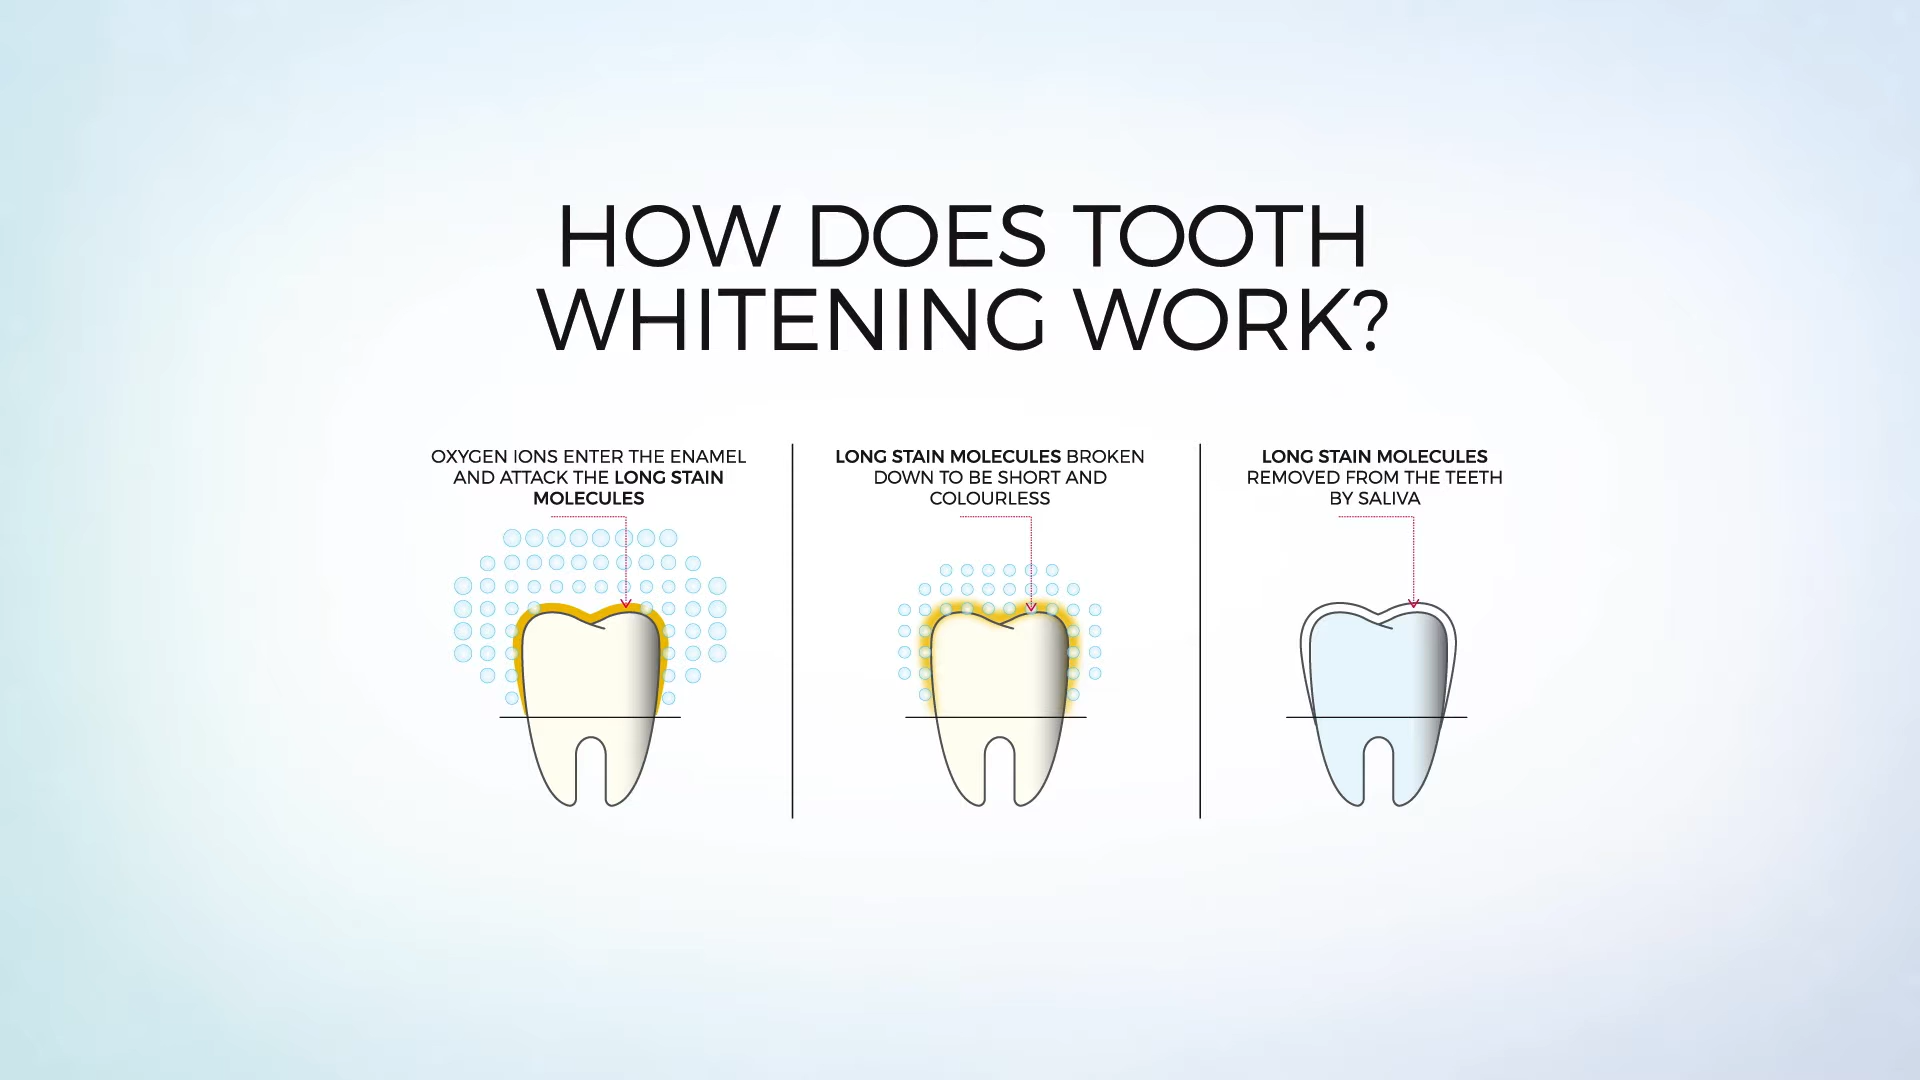 HOW DOES TOOTH
WHITENING WORK?
OXYGEN IONS ENTER THE ENAMEL
AND ATTACK THE LONG STAIN
MOLECULES
LONG STAIN MOLECULES BROKEN
DOWN TO BE SHORT AND
COLOURLESS
LONG STAIN MOLECULES
REMOVED FROM THE TEETH
BY SALIVA